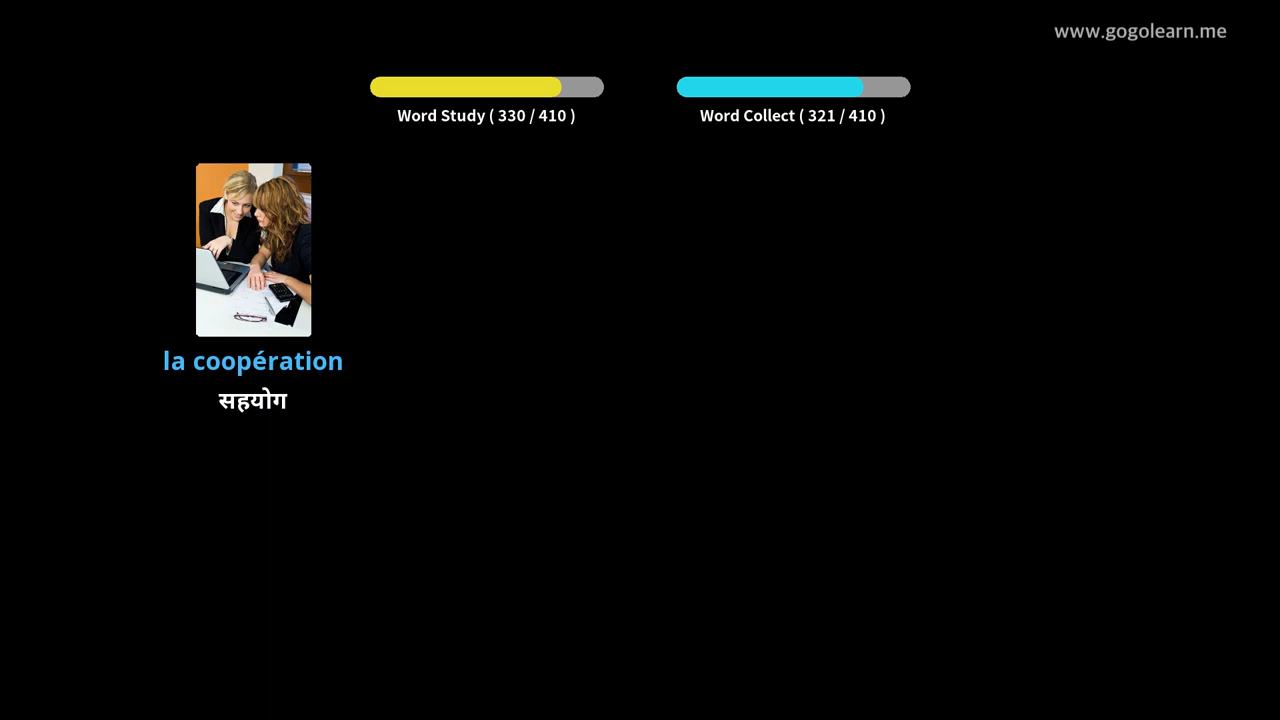 www.gogolearn.me
Word Study ( 330 / 410 )
Word Collect ( 321 / 410 )
la coopération
सहयोग